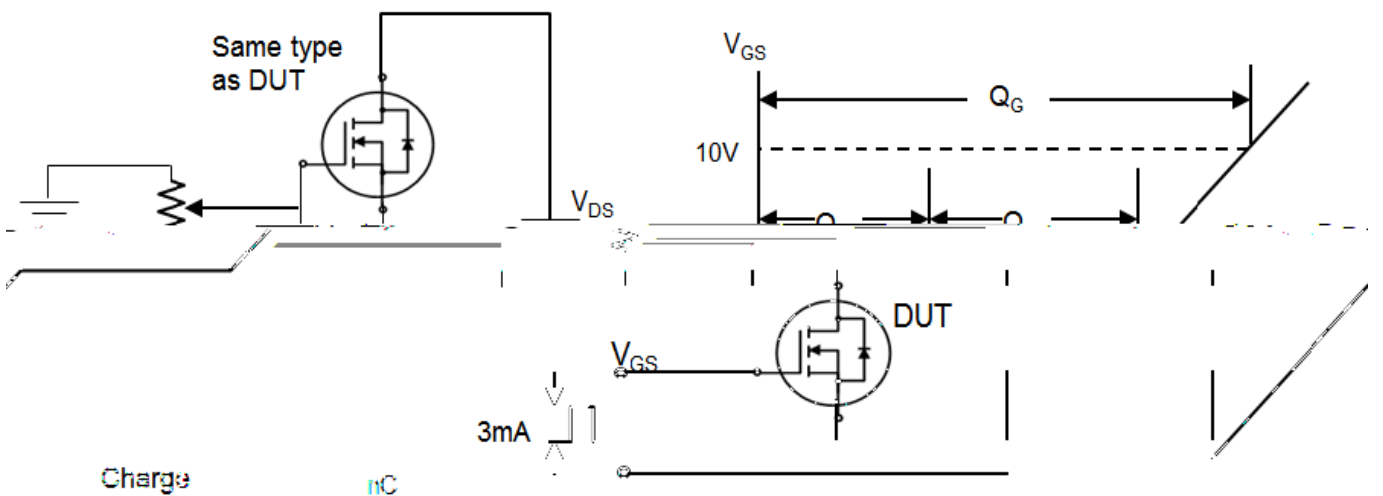 Same type
as DUT
V_GS
Q_G
10V
V_DS
DUT
V_GS
3mA
Charge
nC